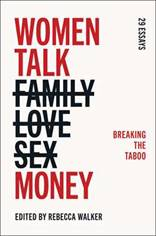 WOMEN
TALK
FAMILY
LOVE
SEX
MONEY
29 ESSAYS
BREAKING
THE
TABOO
EDITED BY REBECCA WALKER